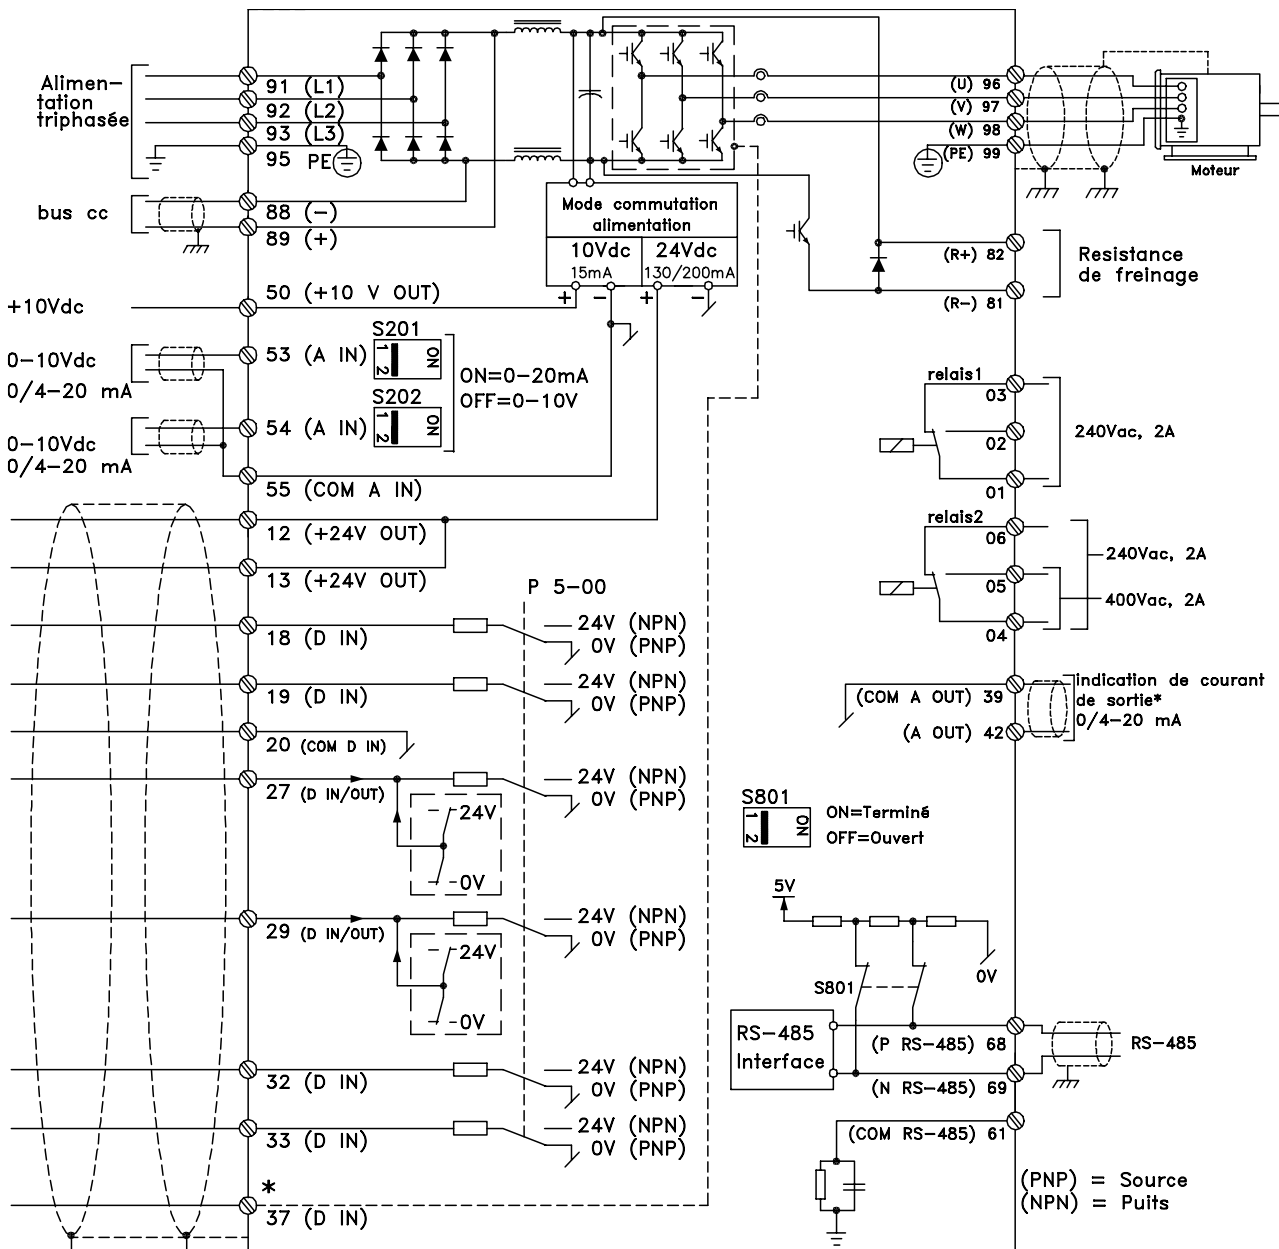 Alimen-
tation
triphasée
91 (L1)
92 (L2)
93 (L3)
95 PE
bus cc
88 (−)
89 (+)
+10Vdc
50 (+10 V OUT)
0−10Vdc
0/4−20 mA
53 (A IN)
S201
1 2 ON
ON=0−20mA
OFF=0−10V
S202
1 2 ON
0−10Vdc
0/4−20 mA
54 (A IN)
55 (COM A IN)
12 (+24V OUT)
13 (+24V OUT)
P 5−00
18 (D IN)
24V (NPN)
0V (PNP)
19 (D IN)
24V (NPN)
0V (PNP)
20 (COM D IN)
27 (D IN/OUT)
24V (NPN)
0V (PNP)
24V
0V
29 (D IN/OUT)
24V (NPN)
0V (PNP)
24V
0V
32 (D IN)
24V (NPN)
0V (PNP)
33 (D IN)
24V (NPN)
0V (PNP)
*
37 (D IN)
Mode commutation
alimentation
10Vdc
15mA
24Vdc
130/200mA
+ − + −
(U) 96
(V) 97
(W) 98
(PE) 99
Moteur
(R+) 82
(R−) 81
Resistance
de freinage
relais1
03
02
01
240Vac, 2A
relais2
06
05
04
240Vac, 2A
400Vac, 2A
(COM A OUT) 39
(A OUT) 42
indication de courant
de sortie*
0/4−20 mA
S801
1 2 ON
ON=Terminé
OFF=Ouvert
5V
0V
S801
RS−485
Interface
(P RS−485) 68
(N RS−485) 69
RS−485
(COM RS−485) 61
(PNP) = Source
(NPN) = Puits